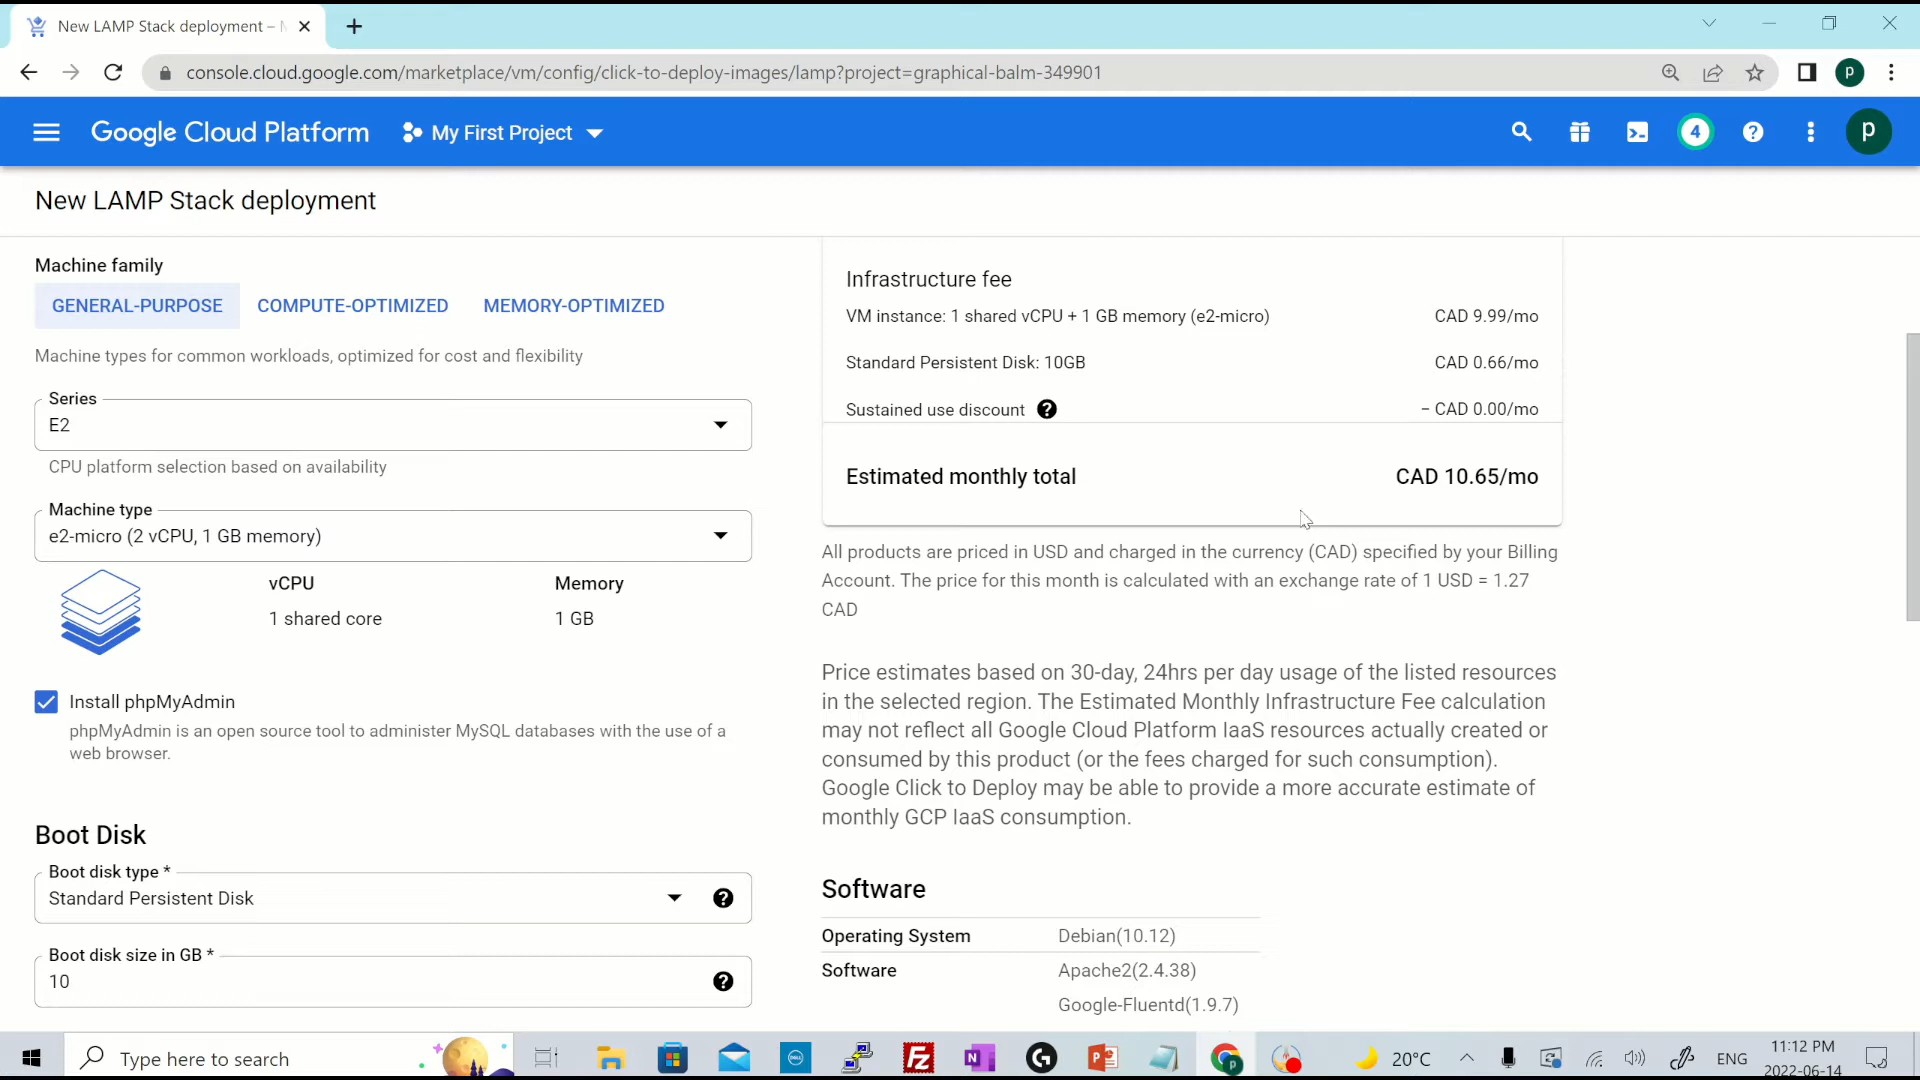 New LAMP Stack deployment – M
console.cloud.google.com/marketplace/vm/config/click-to-deploy-images/lamp?project=graphical-balm-349901
p
Google Cloud Platform
My First Project
4
p
New LAMP Stack deployment
Machine family
GENERAL-PURPOSE
COMPUTE-OPTIMIZED
MEMORY-OPTIMIZED
Machine types for common workloads, optimized for cost and flexibility
Series
E2
CPU platform selection based on availability
Machine type
e2-micro (2 vCPU, 1 GB memory)
vCPU
Memory
1 shared core
1 GB
Install phpMyAdmin
phpMyAdmin is an open source tool to administer MySQL databases with the use of a
web browser.
Boot Disk
Boot disk type *
Standard Persistent Disk
Boot disk size in GB *
10
Infrastructure fee
VM instance: 1 shared vCPU + 1 GB memory (e2-micro) CAD 9.99/mo
Standard Persistent Disk: 10GB CAD 0.66/mo
Sustained use discount − CAD 0.00/mo
Estimated monthly total CAD 10.65/mo
All products are priced in USD and charged in the currency (CAD) specified by your Billing
Account. The price for this month is calculated with an exchange rate of 1 USD = 1.27
CAD
Price estimates based on 30-day, 24hrs per day usage of the listed resources
in the selected region. The Estimated Monthly Infrastructure Fee calculation
may not reflect all Google Cloud Platform IaaS resources actually created or
consumed by this product (or the fees charged for such consumption).
Google Click to Deploy may be able to provide a more accurate estimate of
monthly GCP IaaS consumption.
Software
Operating System Debian(10.12)
Software Apache2(2.4.38)
Google-Fluentd(1.9.7)
Type here to search
20°C
ENG
11:12 PM
2022-06-14